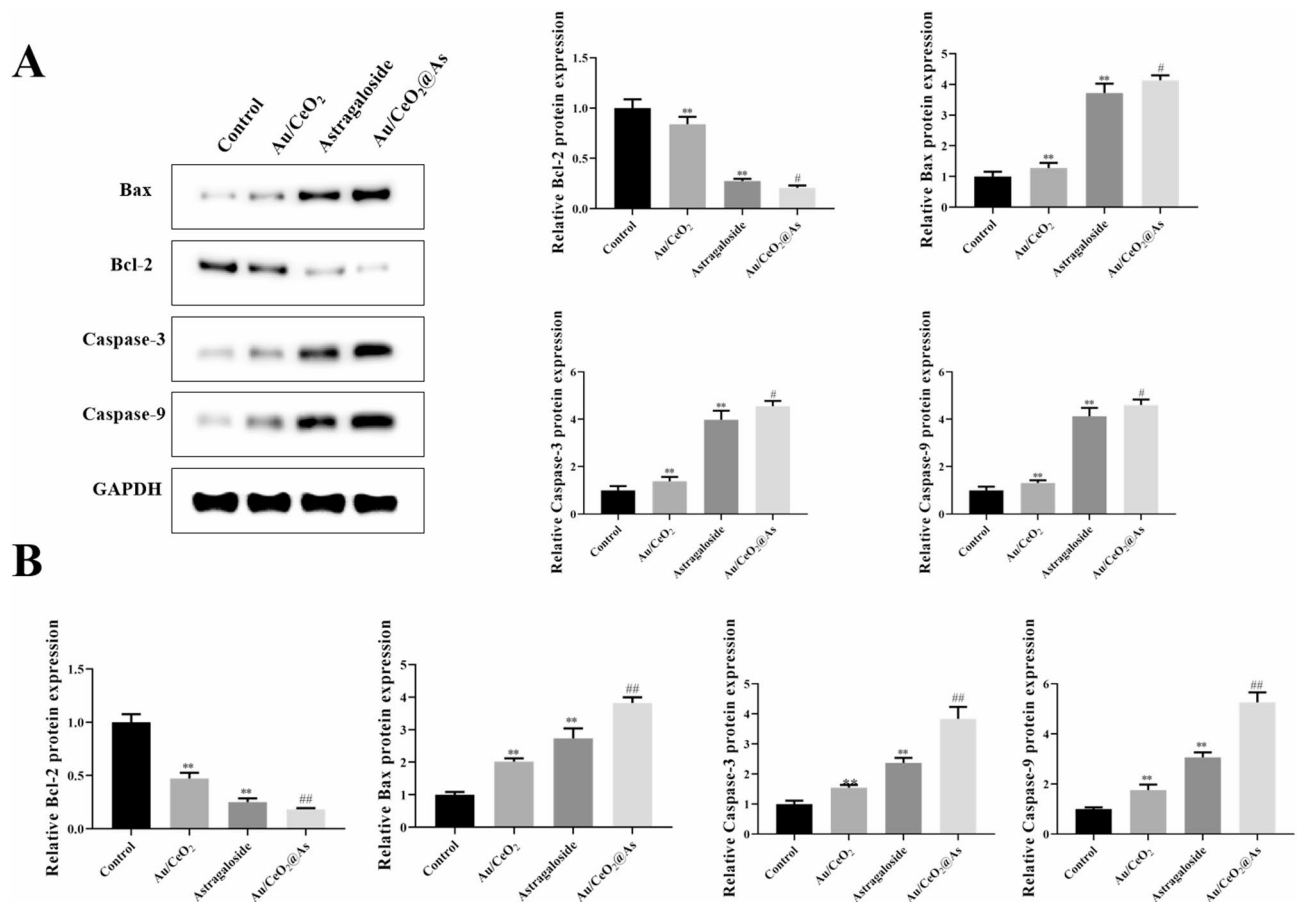 A
Control
Au/CeO₂
Astragaloside
Au/CeO₂@As
Bax
Bcl-2
Caspase-3
Caspase-9
GAPDH
Relative Bcl-2 protein expression
1.5
1.0
0.5
0.0
**
**
#
Control
Au/CeO₂
Astragaloside
Au/CeO₂@As
Relative Bax protein expression
5
4
3
2
1
0
**
**
#
Control
Au/CeO₂
Astragaloside
Au/CeO₂@As
Relative Caspase-3 protein expression
6
4
2
0
**
**
#
Control
Au/CeO₂
Astragaloside
Au/CeO₂@As
Relative Caspase-9 protein expression
6
4
2
0
**
**
#
Control
Au/CeO₂
Astragaloside
Au/CeO₂@As
B
Relative Bcl-2 protein expression
1.5
1.0
0.5
0.0
**
**
##
Control
Au/CeO₂
Astragaloside
Au/CeO₂@As
Relative Bax protein expression
5
4
3
2
1
0
**
**
##
Control
Au/CeO₂
Astragaloside
Au/CeO₂@As
Relative Caspase-3 protein expression
5
4
3
2
1
0
**
**
##
Control
Au/CeO₂
Astragaloside
Au/CeO₂@As
Relative Caspase-9 protein expression
6
4
2
0
**
**
##
Control
Au/CeO₂
Astragaloside
Au/CeO₂@As